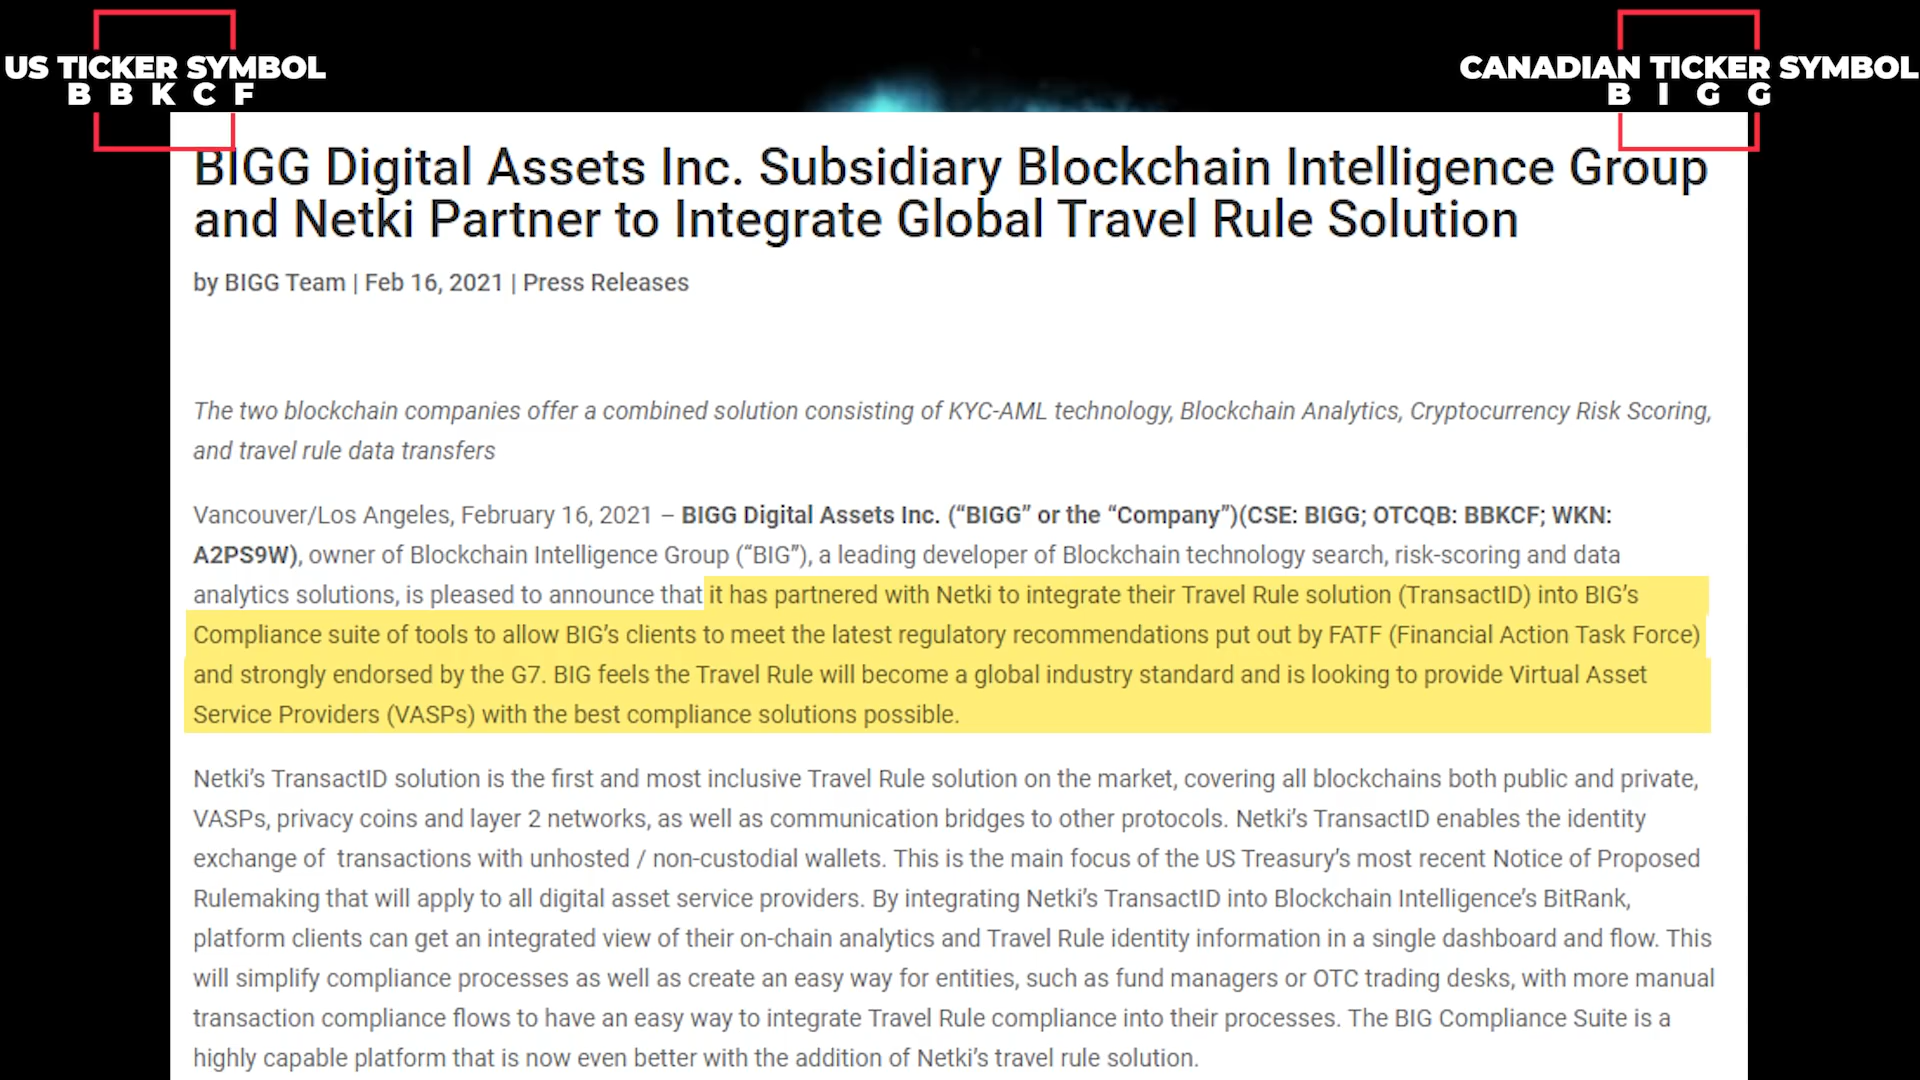 US TICKER SYMBOL
B B K C F
CANADIAN TICKER SYMBOL
B I G G
BIGG Digital Assets Inc. Subsidiary Blockchain Intelligence Group
and Netki Partner to Integrate Global Travel Rule Solution
by BIGG Team | Feb 16, 2021 | Press Releases
The two blockchain companies offer a combined solution consisting of KYC-AML technology, Blockchain Analytics, Cryptocurrency Risk Scoring,
and travel rule data transfers
Vancouver/Los Angeles, February 16, 2021 – BIGG Digital Assets Inc. (“BIGG” or the “Company”)(CSE: BIGG; OTCQB: BBKCF; WKN:
A2PS9W), owner of Blockchain Intelligence Group (“BIG”), a leading developer of Blockchain technology search, risk-scoring and data
analytics solutions, is pleased to announce that it has partnered with Netki to integrate their Travel Rule solution (TransactID) into BIG’s
Compliance suite of tools to allow BIG’s clients to meet the latest regulatory recommendations put out by FATF (Financial Action Task Force)
and strongly endorsed by the G7. BIG feels the Travel Rule will become a global industry standard and is looking to provide Virtual Asset
Service Providers (VASPs) with the best compliance solutions possible.
Netki’s TransactID solution is the first and most inclusive Travel Rule solution on the market, covering all blockchains both public and private,
VASPs, privacy coins and layer 2 networks, as well as communication bridges to other protocols. Netki’s TransactID enables the identity
exchange of  transactions with unhosted / non-custodial wallets. This is the main focus of the US Treasury’s most recent Notice of Proposed
Rulemaking that will apply to all digital asset service providers. By integrating Netki’s TransactID into Blockchain Intelligence’s BitRank,
platform clients can get an integrated view of their on-chain analytics and Travel Rule identity information in a single dashboard and flow. This
will simplify compliance processes as well as create an easy way for entities, such as fund managers or OTC trading desks, with more manual
transaction compliance flows to have an easy way to integrate Travel Rule compliance into their processes. The BIG Compliance Suite is a
highly capable platform that is now even better with the addition of Netki’s travel rule solution.